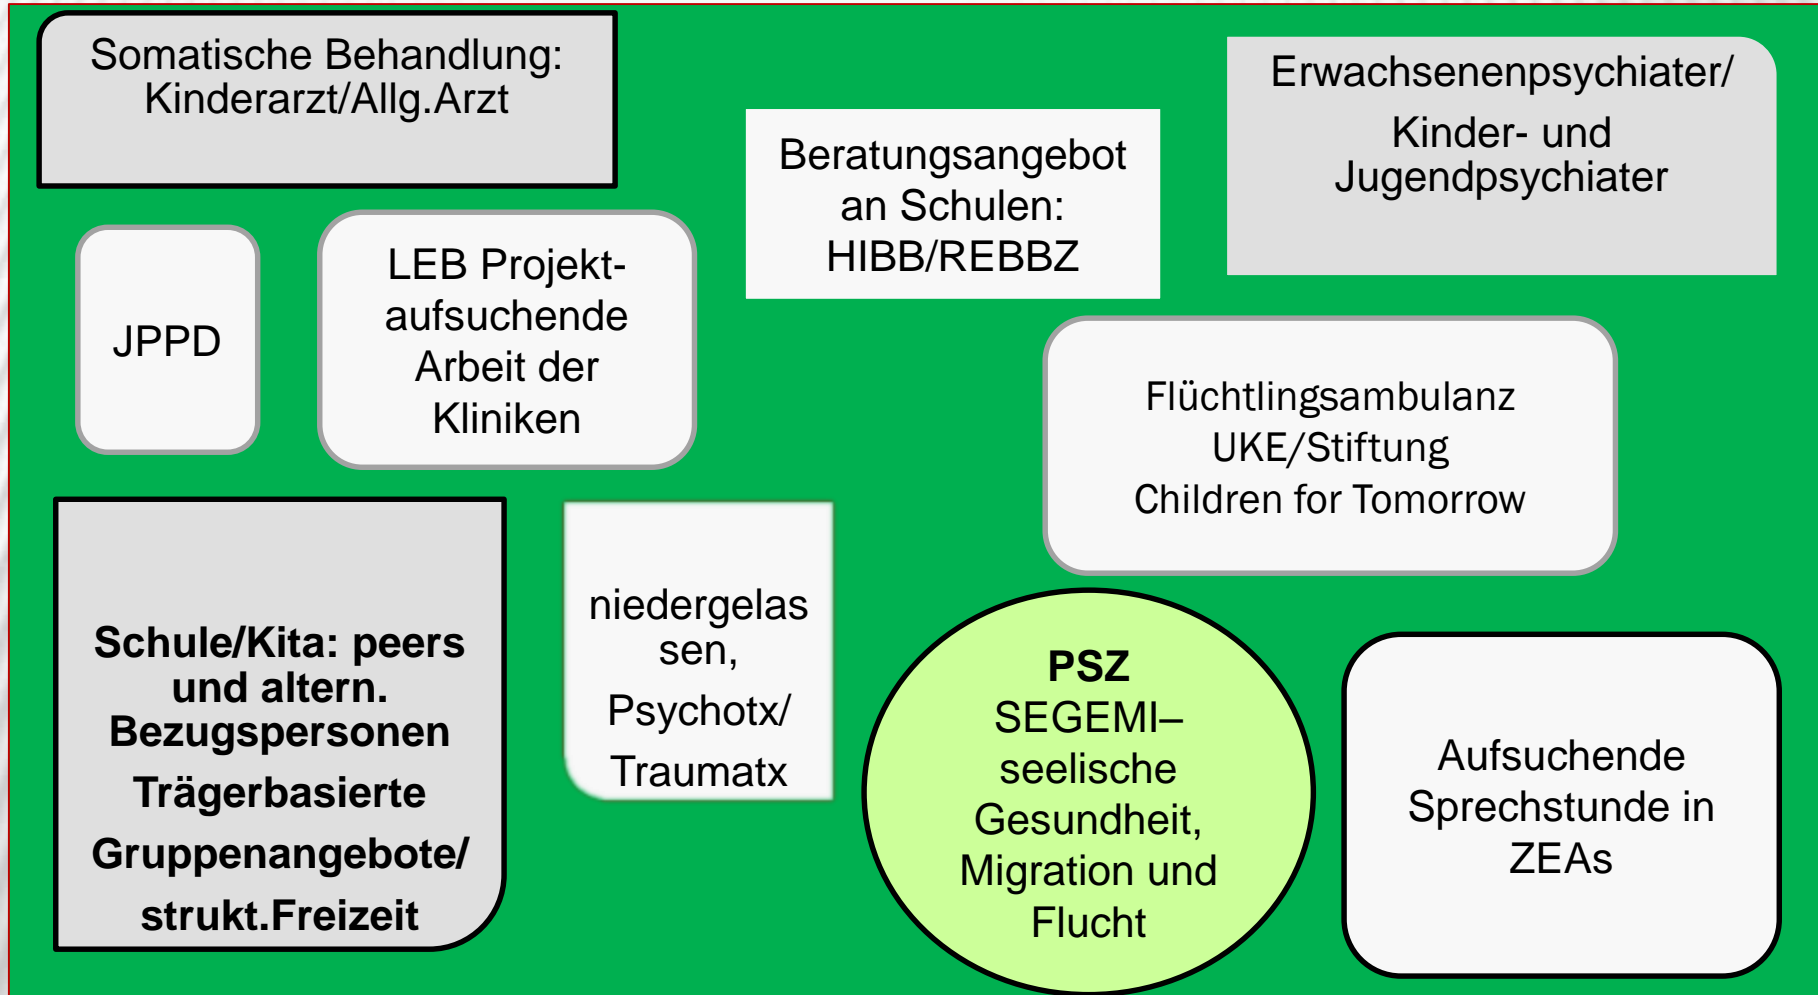 Somatische Behandlung:
Kinderarzt/Allg.Arzt
Erwachsenenpsychiater/
Kinder- und
Jugendpsychiater
Beratungsangebot
an Schulen:
HIBB/REBBZ
JPPD
LEB Projekt-
aufsuchende
Arbeit der
Kliniken
Flüchtlingsambulanz
UKE/Stiftung
Children for Tomorrow
Schule/Kita: peers
und altern.
Bezugspersonen
Trägerbasierte
Gruppenangebote/
strukt.Freizeit
niedergelas
sen,
Psychotx/
Traumatx
PSZ
SEGEMI–
seelische
Gesundheit,
Migration und
Flucht
Aufsuchende
Sprechstunde in
ZEAs